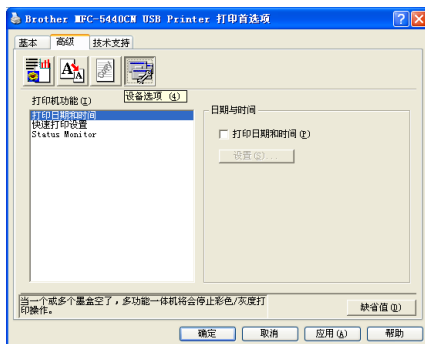 Brother MFC-5440CN USB Printer 打印首选项
基本 高级 技术支持
设备选项 (4)
打印机功能(I)
打印日期和时间
快速打印设置
Status Monitor
日期与时间
打印日期和时间(P)
设置(S)...
当一个或多个墨盒空了，多功能一体机将会停止彩色/灰度打
印操作。
缺省值(D)
确定 取消 应用(A) 帮助